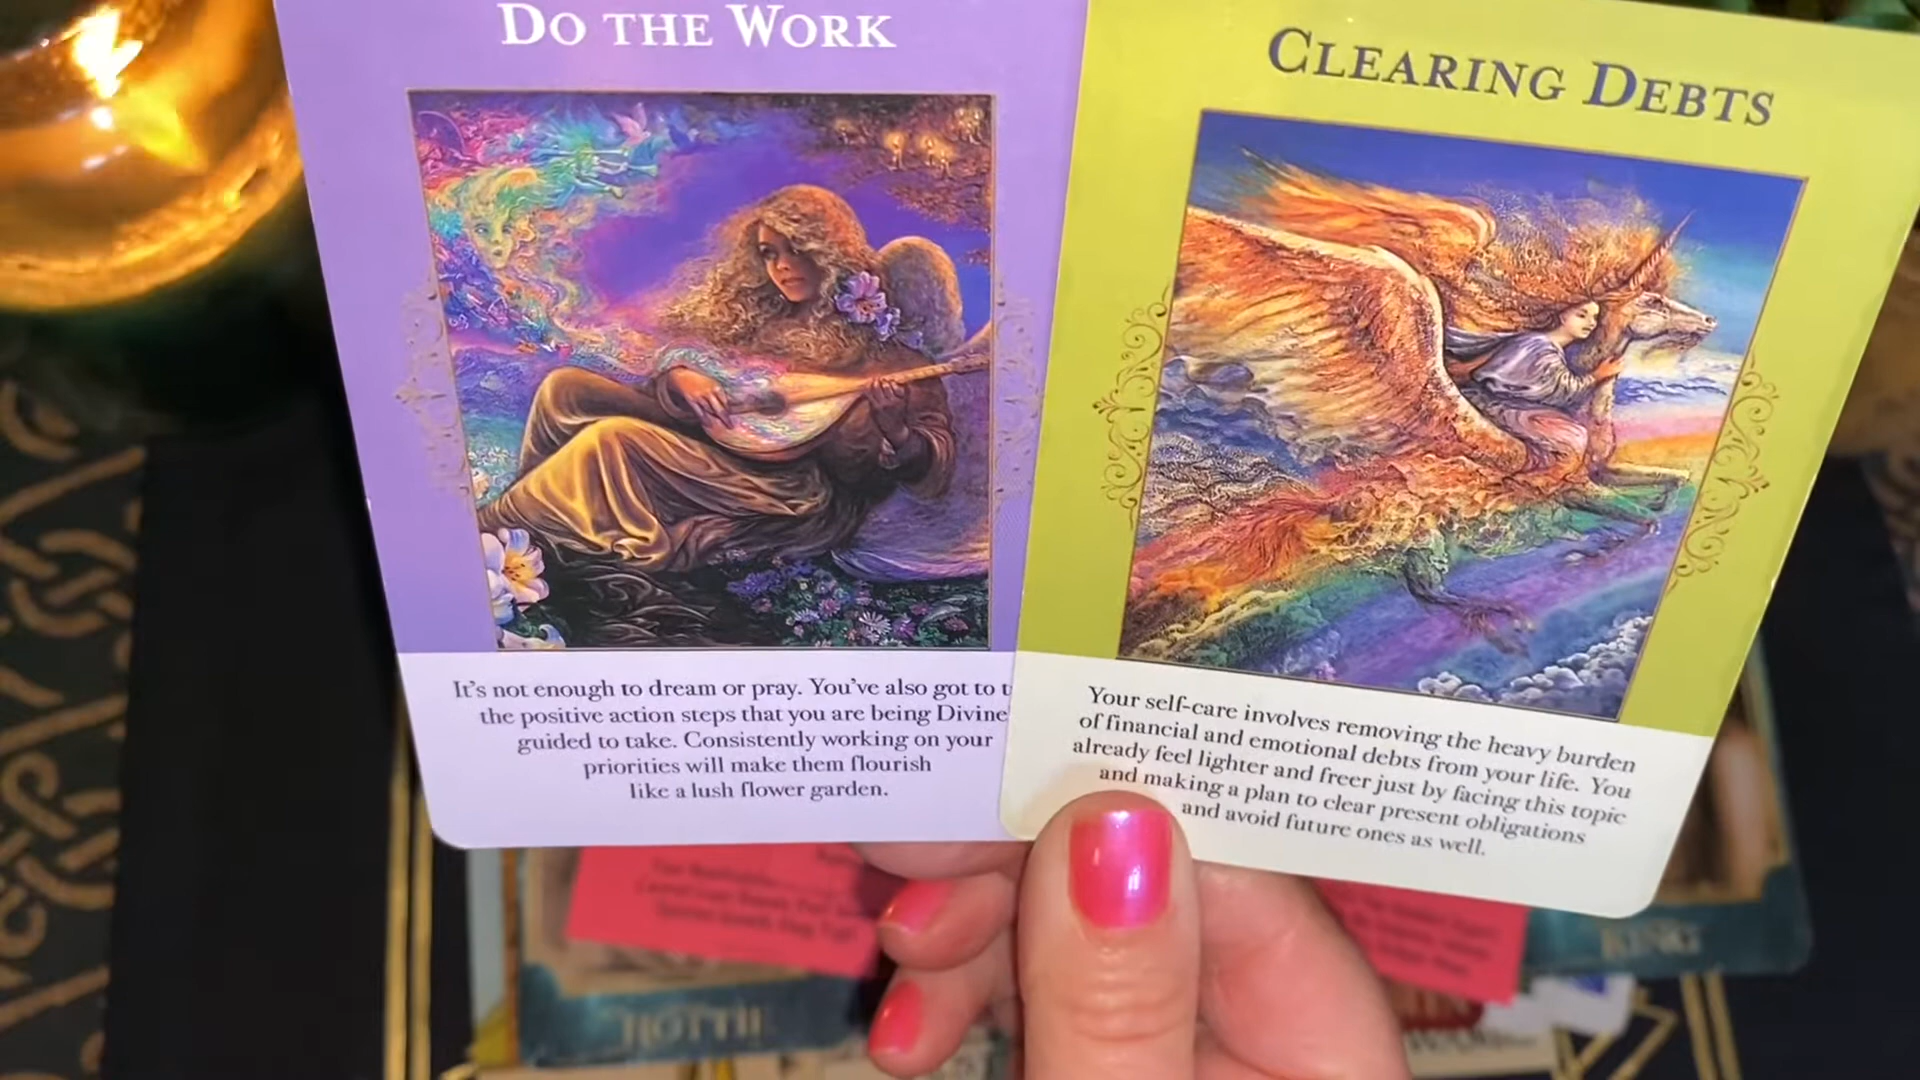 DO THE WORK
It's not enough to dream or pray. You've also got to t
the positive action steps that you are being Divine
guided to take. Consistently working on your
priorities will make them flourish
like a lush flower garden.
CLEARING DEBTS
Your self-care involves removing the heavy burden
of financial and emotional debts from your life. You
already feel lighter and freer just by facing this topic
and making a plan to clear present obligations
and avoid future ones as well.
KING